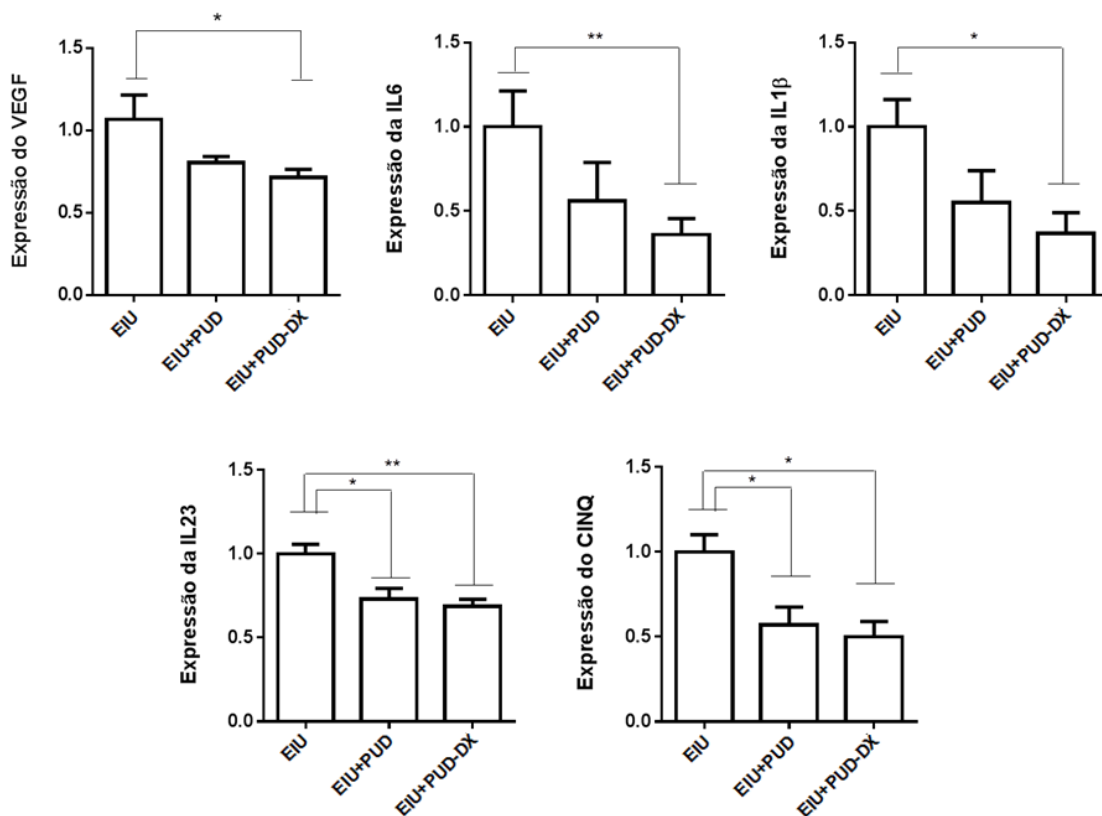 *
1.5
1.0
0.5
0.0
Expressão do VEGF
EIU
EIU+PUD
EIU+PUD-DX
**
1.5
1.0
0.5
0.0
Expressão da IL6
EIU
EIU+PUD
EIU+PUD-DX
*
1.5
1.0
0.5
0.0
Expressão da IL1β
EIU
EIU+PUD
EIU+PUD-DX
**
*
1.5
1.0
0.5
0.0
Expressão da IL23
EIU
EIU+PUD
EIU+PUD-DX
*
*
1.5
1.0
0.5
0.0
Expressão do CINQ
EIU
EIU+PUD
EIU+PUD-DX